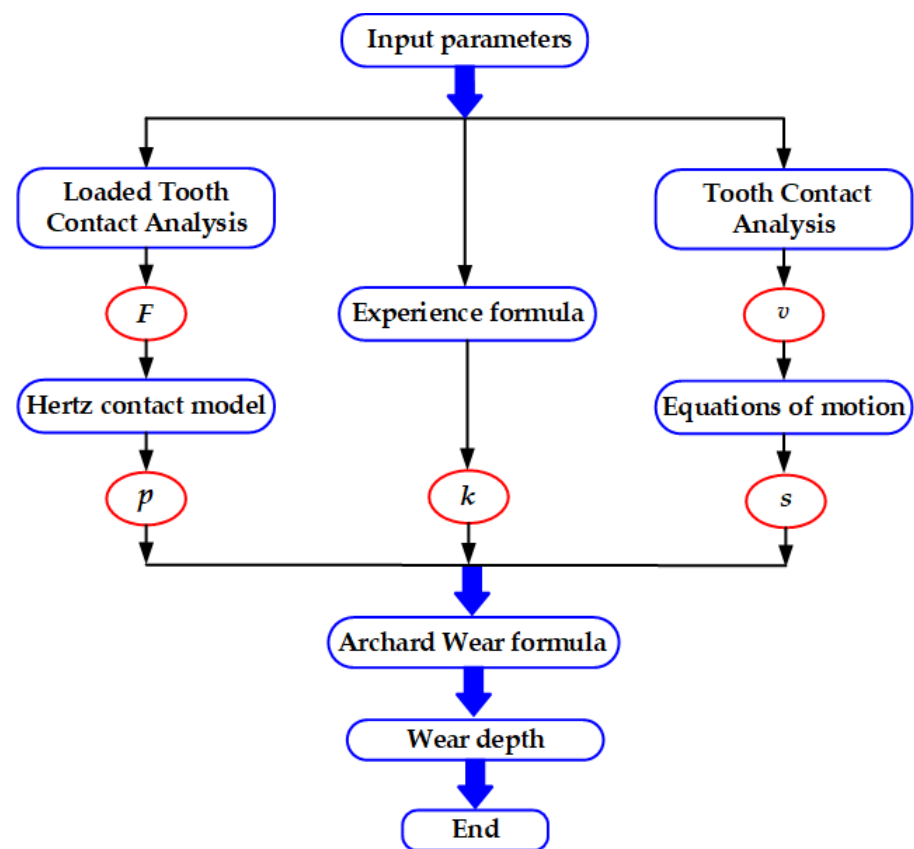 Input parameters
Loaded Tooth
Contact Analysis
Tooth Contact
Analysis
F
Experience formula
v
Hertz contact model
Equations of motion
p
k
s
Archard Wear formula
Wear depth
End